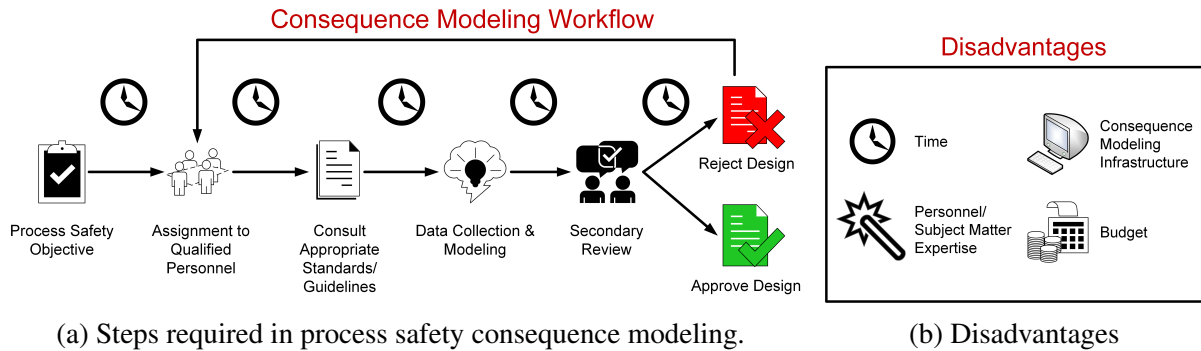 Consequence Modeling Workflow
Process Safety
Objective
Assignment to
Qualified
Personnel
Consult
Appropriate
Standards/
Guidelines
Data Collection &
Modeling
Secondary
Review
Reject Design
Approve Design
(a) Steps required in process safety consequence modeling.
Disadvantages
Time
Consequence
Modeling
Infrastructure
Personnel/
Subject Matter
Expertise
Budget
(b) Disadvantages